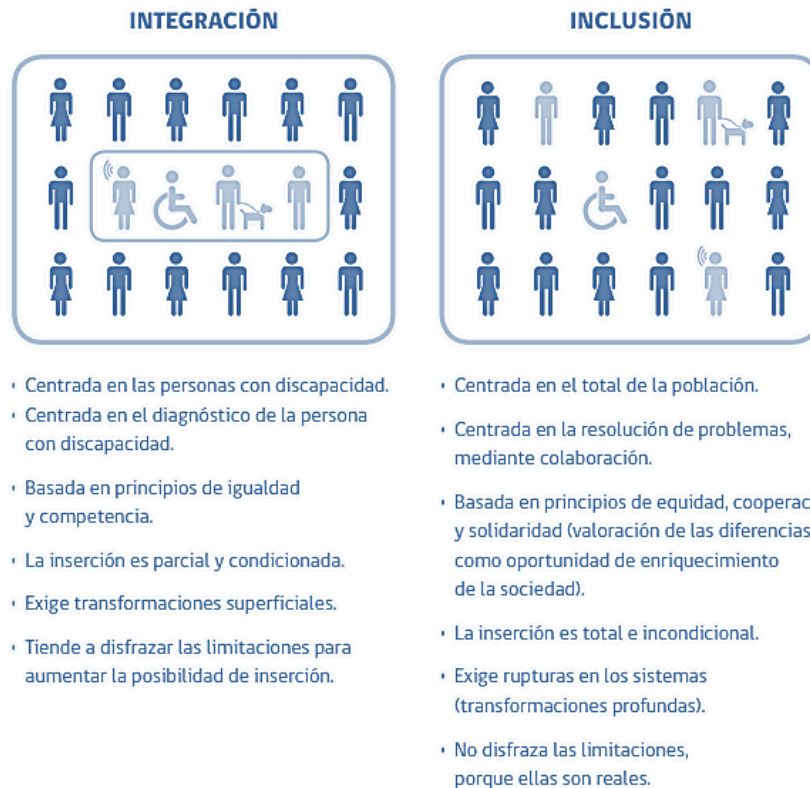 INTEGRACIÓN
Centrada en las personas con discapacidad.
Centrada en el diagnóstico de la persona
con discapacidad.
Basada en principios de igualdad
y competencia.
La inserción es parcial y condicionada.
Exige transformaciones superficiales.
Tiende a disfrazar las limitaciones para
aumentar la posibilidad de inserción.
INCLUSIÓN
Centrada en el total de la población.
Centrada en la resolución de problemas,
mediante colaboración.
Basada en principios de equidad, cooperac
y solidaridad (valoración de las diferencias
como oportunidad de enriquecimiento
de la sociedad).
La inserción es total e incondicional.
Exige rupturas en los sistemas
(transformaciones profundas).
No disfraza las limitaciones,
porque ellas son reales.